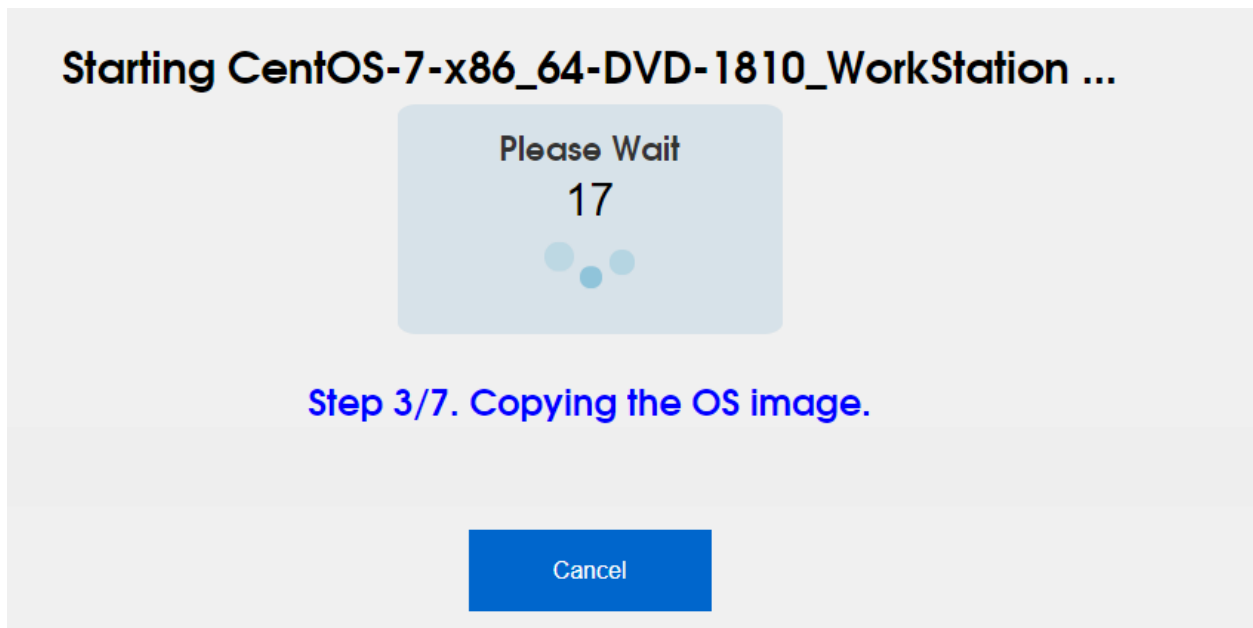 Starting CentOS-7-x86_64-DVD-1810_WorkStation ...
Please Wait
17
Step 3/7. Copying the OS image.
Cancel